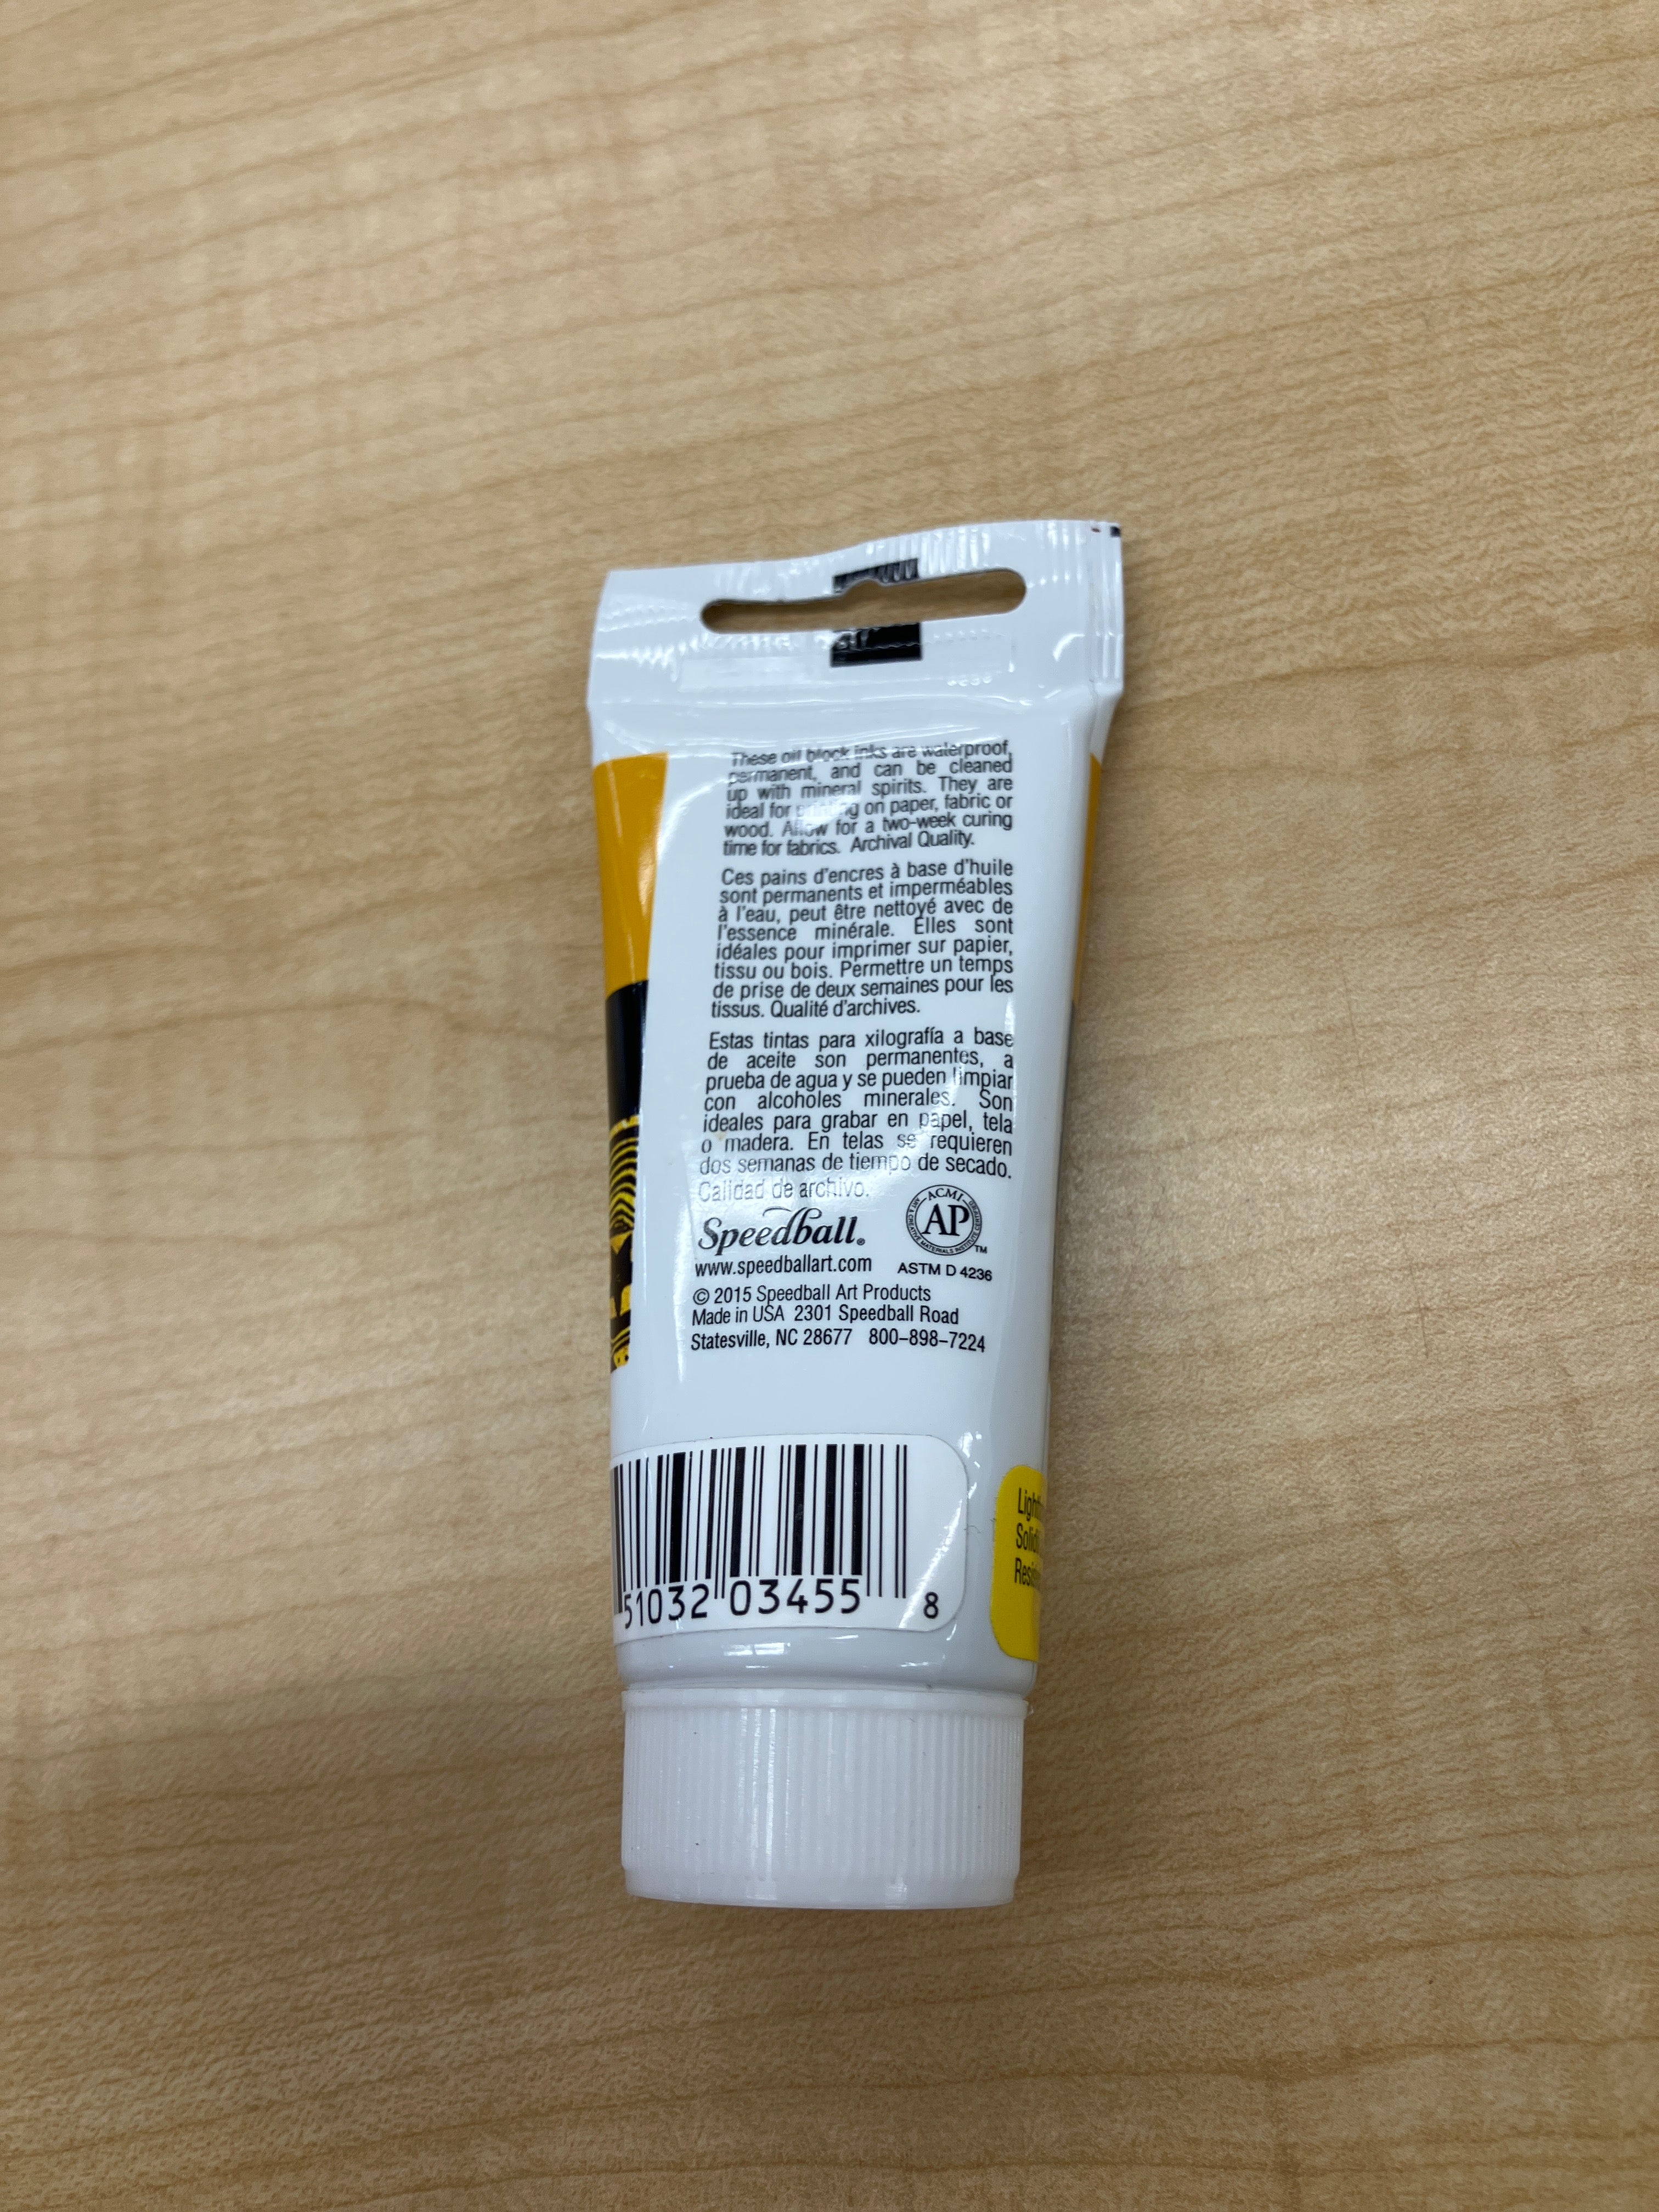 These oil block inks are waterproof,
permanent, and can be cleaned
up with mineral spirits. They are
ideal for printing on paper, fabric or
wood. Allow for a two-week curing
time for fabrics. Archival Quality.
Ces pains d'encres à base d'huile
sont permanents et imperméables
à l'eau, peut être nettoyé avec de
l'essence minérale. Elles sont
idéales pour imprimer sur papier,
tissu ou bois. Permettre un temps
de prise de deux semaines pour les
tissus. Qualité d'archives.
Estas tintas para xilografía a base
de aceite son permanentes, a
prueba de agua y se pueden limpiar
con alcoholes minerales. Son
ideales para grabar en papel, tela
o madera. En telas se requieren
dos semanas de tiempo de secado.
Calidad de archivo.
Speedball®
www.speedballart.com
ACMI
AP
ART & CREATIVE MATERIALS INSTITUTE CERTIFIED
TM
ASTM D 4236
© 2015 Speedball Art Products
Made in USA 2301 Speedball Road
Statesville, NC 28677 800-898-7224
51032 03455 8